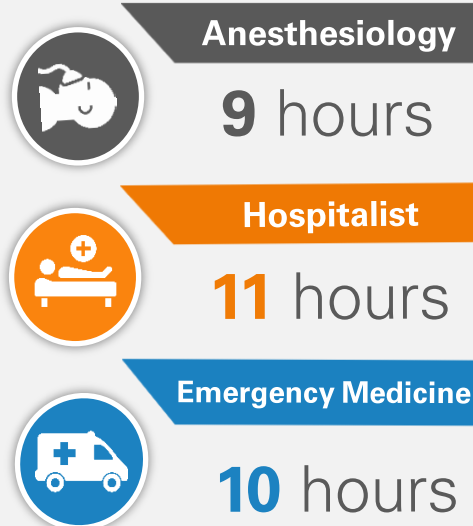 Anesthesiology
9 hours
Hospitalist
11 hours
Emergency Medicine
10 hours